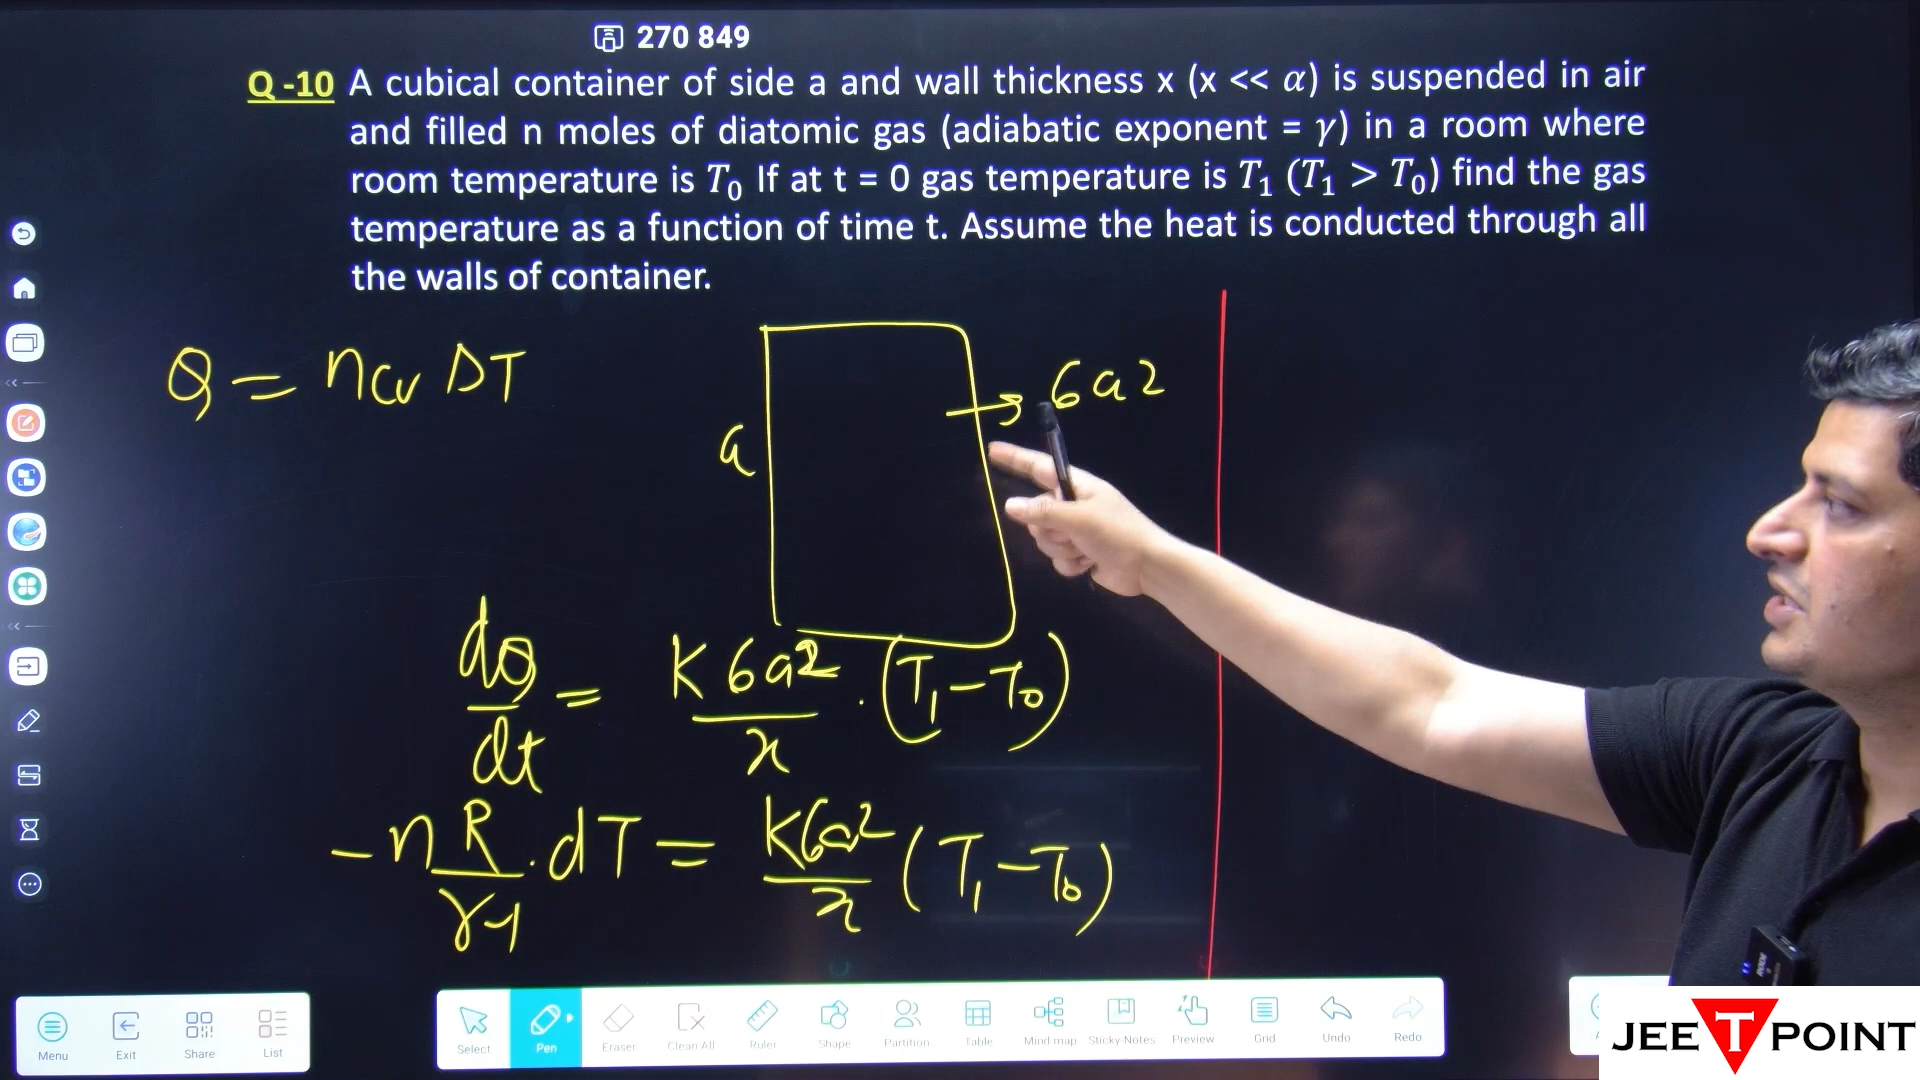 270 849
Q -10 A cubical container of side a and wall thickness x (x << α) is suspended in air
and filled n moles of diatomic gas (adiabatic exponent = γ) in a room where
room temperature is T₀ If at t = 0 gas temperature is T₁ (T₁ > T₀) find the gas
temperature as a function of time t. Assume the heat is conducted through all
the walls of container.
Q = nCv ΔT
a
→ 6a2
dQ/dt = K6a²/x · (T₁ − T₀)
−n R/γ-1 · dT = K6a²/x (T₁ − T₀)
Menu Exit Share List
Select Pen Eraser Clean All Ruler Shape Partition Table Mind map Sticky-Notes Preview Grid Undo Redo
JEE T POINT